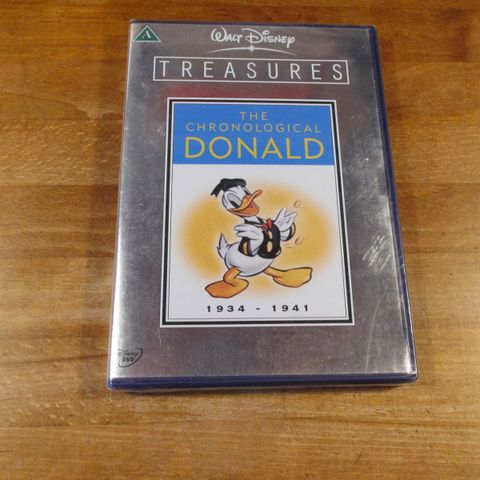 A
WALT DISNEY
TREASURES
THE
CHRONOLOGICAL
DONALD
1934 - 1941
Disney
DVD